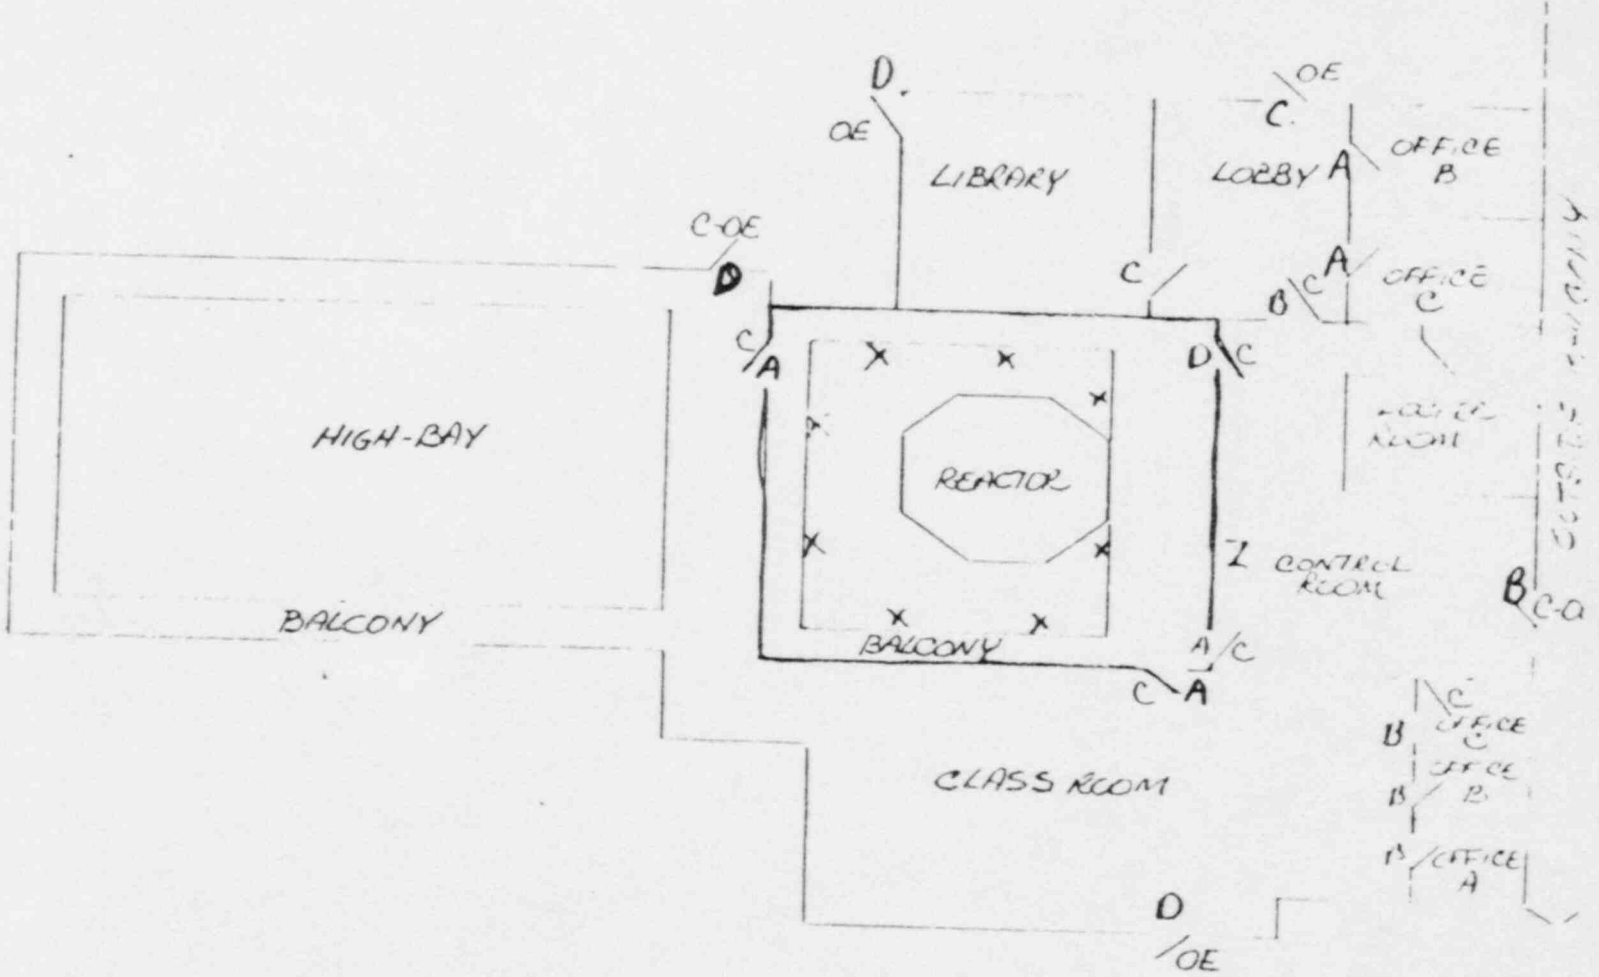 D.
OE
OE
C.
LIBRARY
LOBBY
A
OFFICE
B
C-OE
D
C
B
C
A
OFFICE
C
C
A
X
X
D
C
X
X
HIGH-BAY
REACTOR
ROOM
X
X
I
CONTROL
ROOM
B
BALCONY
X
X
BALCONY
A
C
C
A
C
B
OFFICE
C
CLASS ROOM
B
OFFICE
B
B
OFFICE
A
D
OE